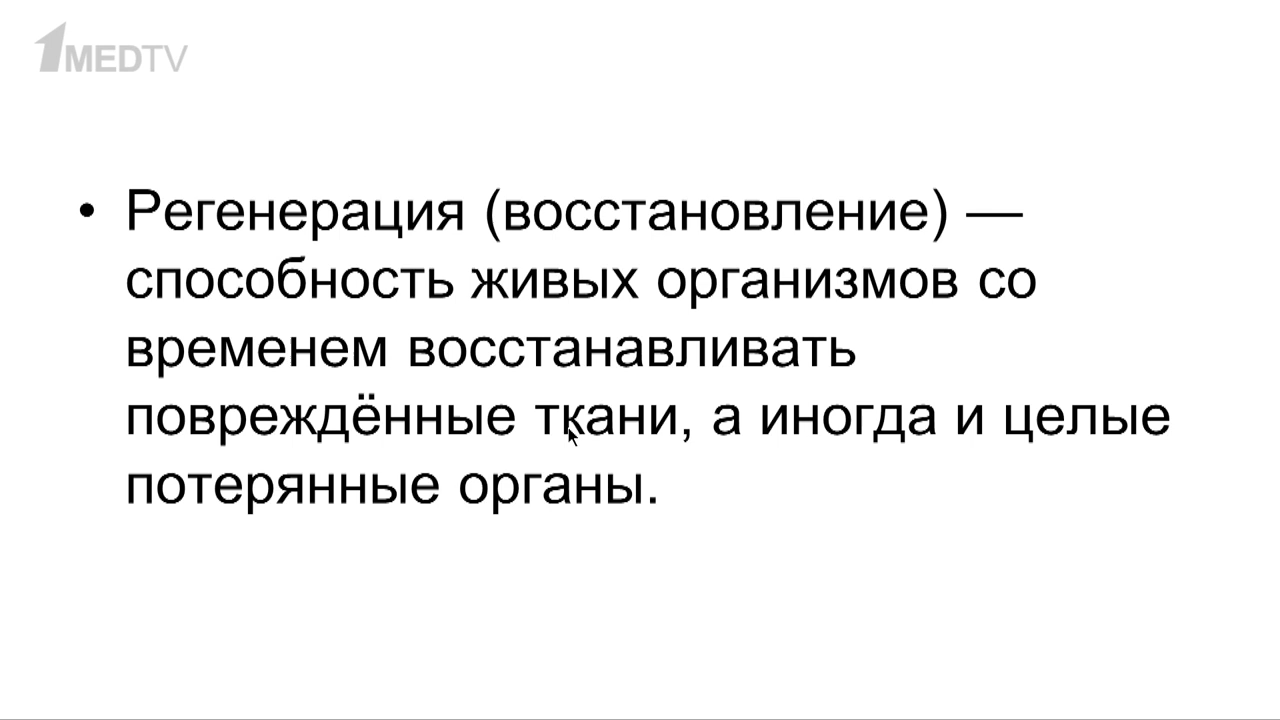 1MEDTV
• Регенерация (восстановление) —
способность живых организмов со
временем восстанавливать
повреждённые ткани, а иногда и целые
потерянные органы.